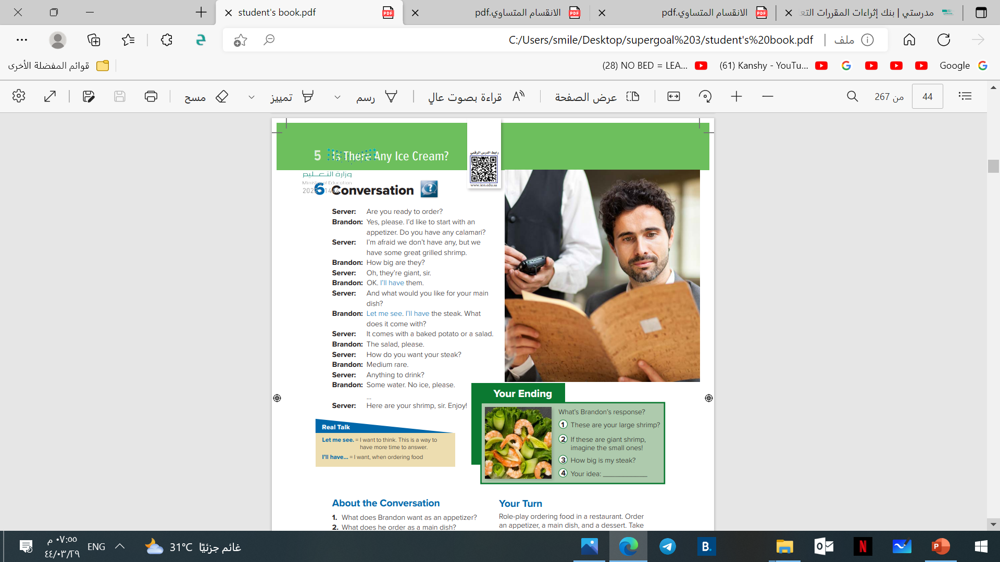 student's book.pdf
الانقسام المتساوي.pdf
الانقسام المتساوي.pdf
مدرستي | بنك إثراءات المقررات التع
C:/Users/smile/Desktop/supergoal%203/student's%20book.pdf
ملف
قوائم المفضلة الأخرى
(28) NO BED = LEA...
(61) Kanshy - YouTu...
Google
مسح
تمييز
رسم
قراءة بصوت عالٍ
عرض الصفحة
من 267
44
5 Is There Any Ice Cream?
رابط الدرس الرقمي
www.ien.edu.sa
وزارة التعليم
Ministry of Education
2022 - 1444
6 Conversation
Server: Are you ready to order?
Brandon: Yes, please. I'd like to start with an
appetizer. Do you have any calamari?
Server: I'm afraid we don't have any, but we
have some great grilled shrimp.
Brandon: How big are they?
Server: Oh, they're giant, sir.
Brandon: OK. I'll have them.
Server: And what would you like for your main
dish?
Brandon: Let me see. I'll have the steak. What
does it come with?
Server: It comes with a baked potato or a salad.
Brandon: The salad, please.
Server: How do you want your steak?
Brandon: Medium rare.
Server: Anything to drink?
Brandon: Some water. No ice, please.
...
Server: Here are your shrimp, sir. Enjoy!
Real Talk
Let me see. = I want to think. This is a way to
have more time to answer.
I'll have... = I want, when ordering food
Your Ending
What's Brandon's response?
1 These are your large shrimp?
2 If these are giant shrimp,
imagine the small ones!
3 How big is my steak?
4 Your idea: ____________
About the Conversation
1. What does Brandon want as an appetizer?
2. What does he order as a main dish?
Your Turn
Role-play ordering food in a restaurant. Order
an appetizer, a main dish, and a dessert. Take
٠٧:٥٥ م
٤٤/٠٣/٢٩
ENG
31°C غائم جزئيًا